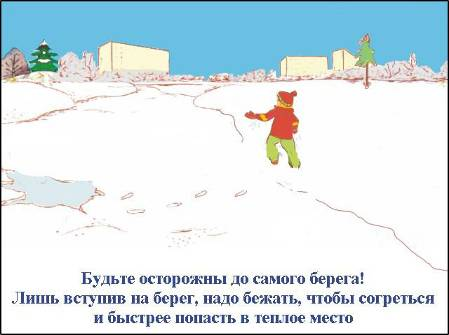 Будьте осторожны до самого берега!
Лишь вступив на берег, надо бежать, чтобы согреться
и быстрее попасть в теплое место